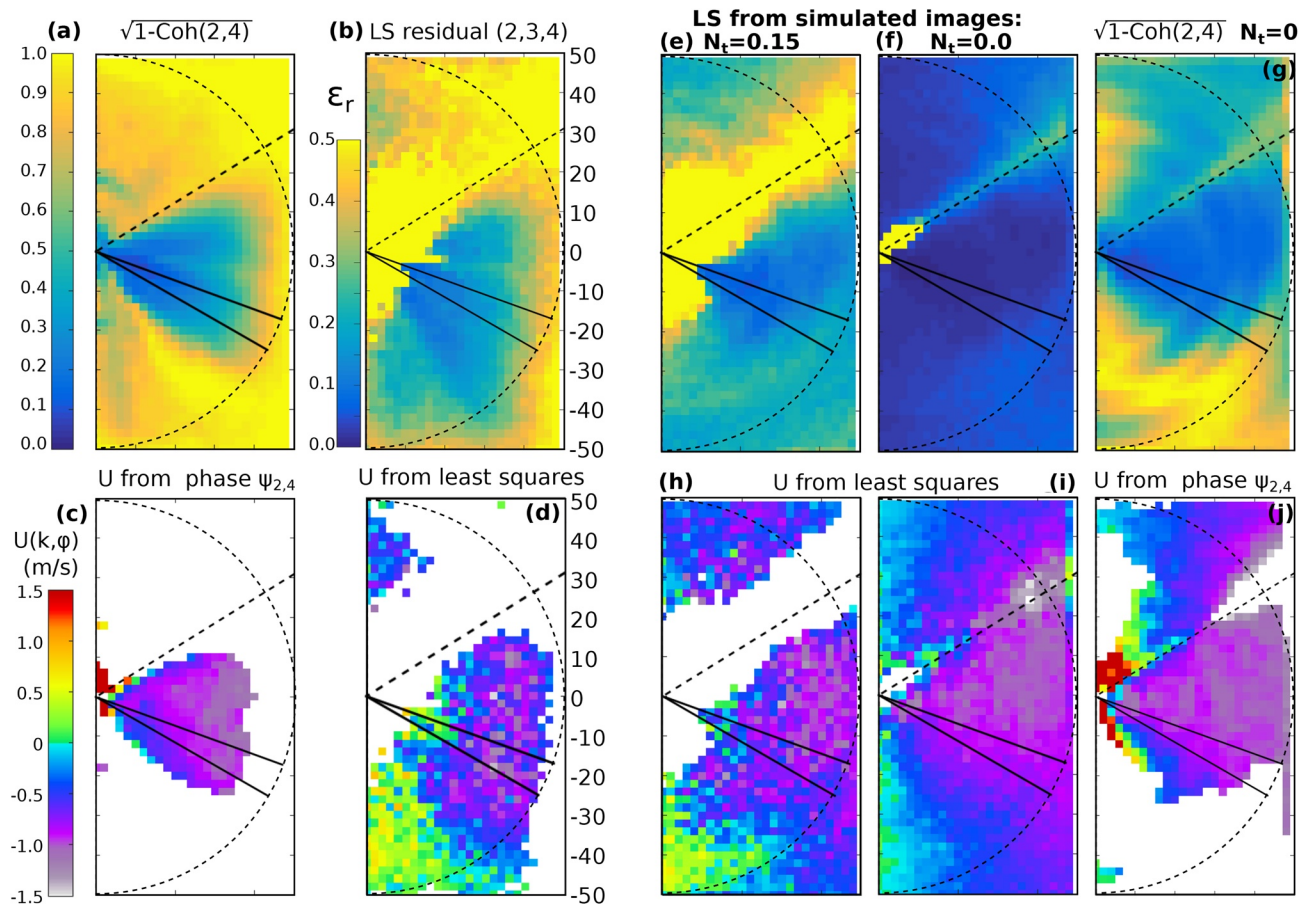 LS from simulated images:
(a) √1-Coh(2,4)
(b) LS residual (2,3,4)
(e) Nt=0.15
(f) Nt=0.0
√1-Coh(2,4) Nt=0
(g)
1.0
0.9
0.8
0.7
0.6
0.5
0.4
0.3
0.2
0.1
0.0
εr
0.5
0.4
0.3
0.2
0.1
0.0
50
40
30
20
10
0
-10
-20
-30
-40
-50
U from phase ψ2,4
U from least squares
(h) U from least squares (i)
U from phase ψ2,4
(c)
(d)
(j)
U(k,φ)
(m/s)
1.5
1.0
0.5
0
-0.5
-1.0
-1.5
50
40
30
20
10
0
-10
-20
-30
-40
-50